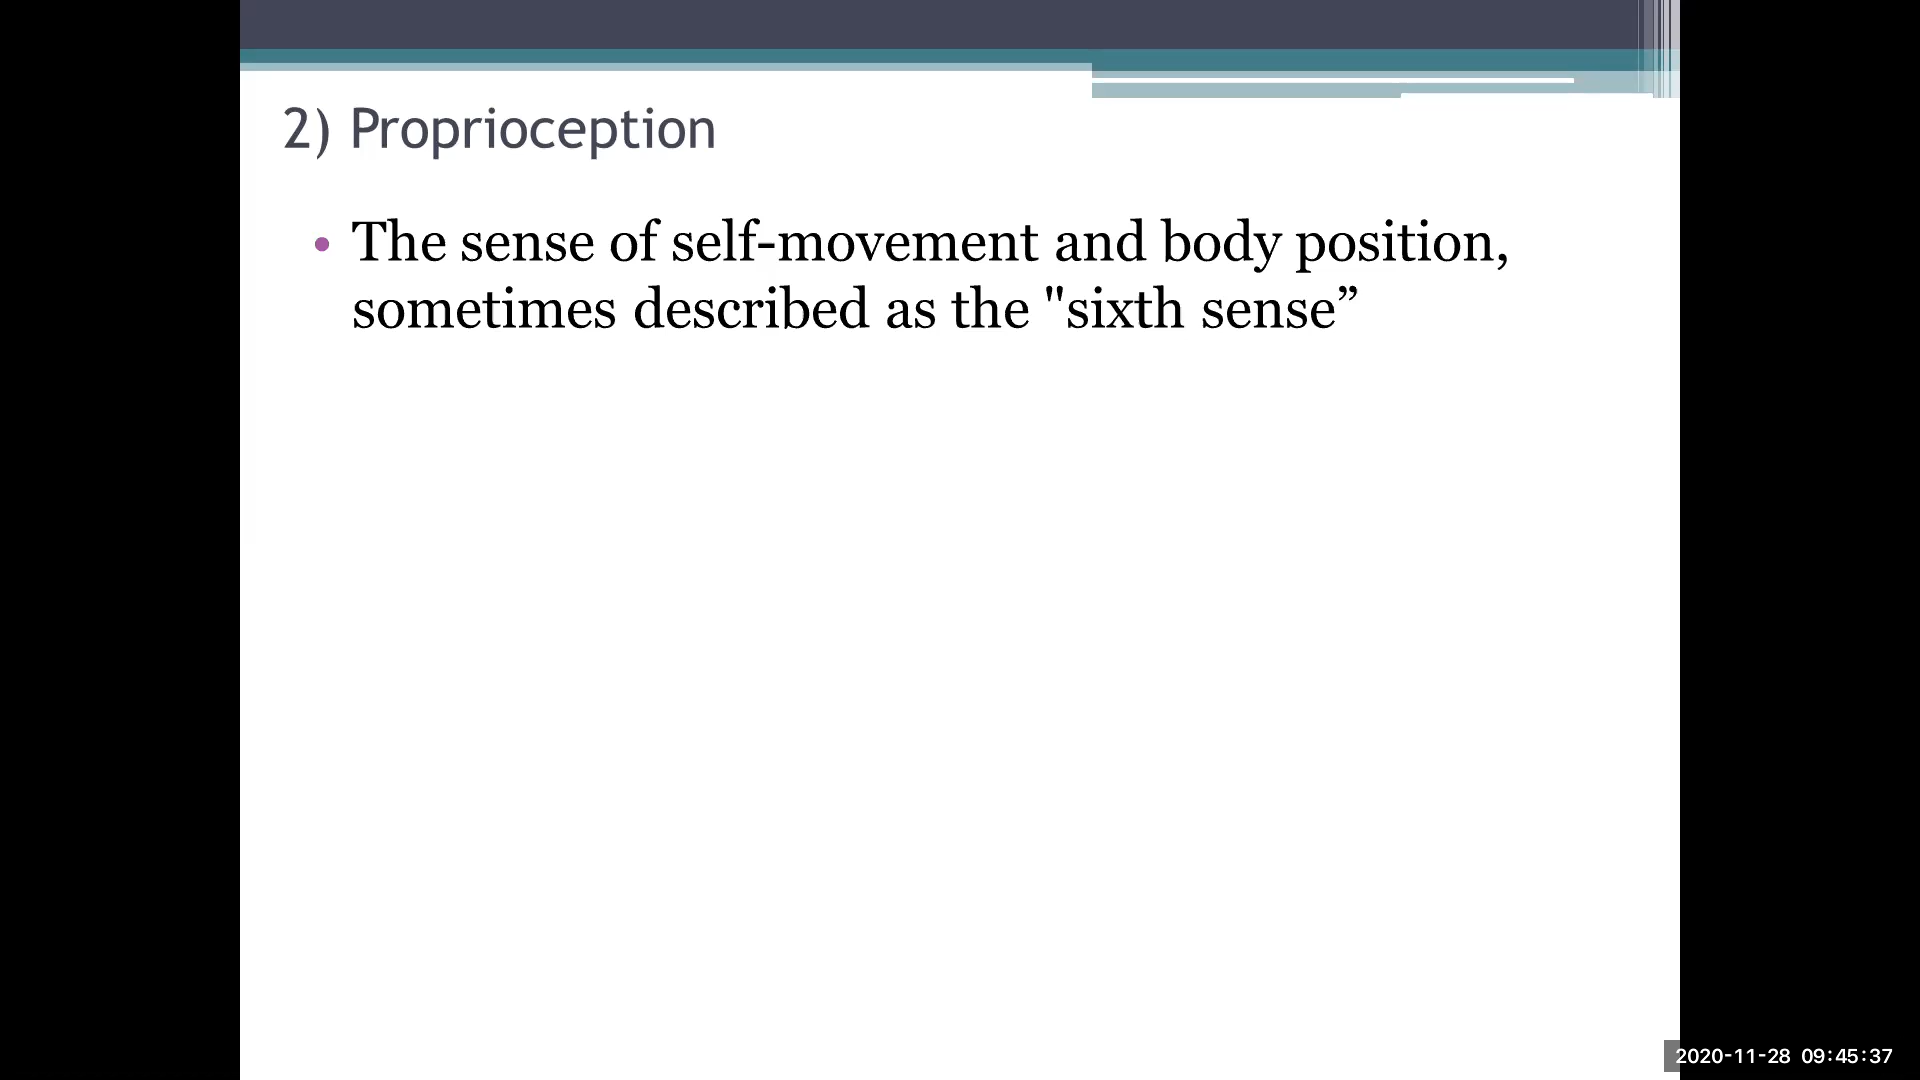 2) Proprioception
• The sense of self-movement and body position,
sometimes described as the "sixth sense”
2020-11-28 09:45:37